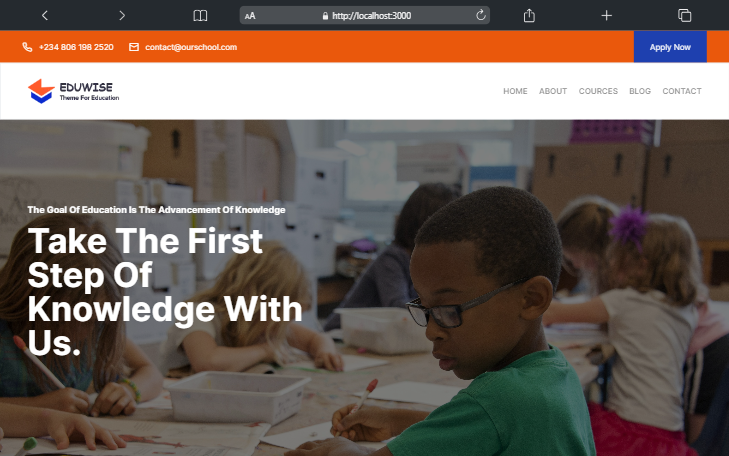 AA http://localhost:3000
+234 806 198 2520 contact@ourschool.com Apply Now
EDUWISE
Theme For Education
HOME ABOUT COURCES BLOG CONTACT
The Goal Of Education Is The Advancement Of Knowledge
Take The First
Step Of
Knowledge With
Us.